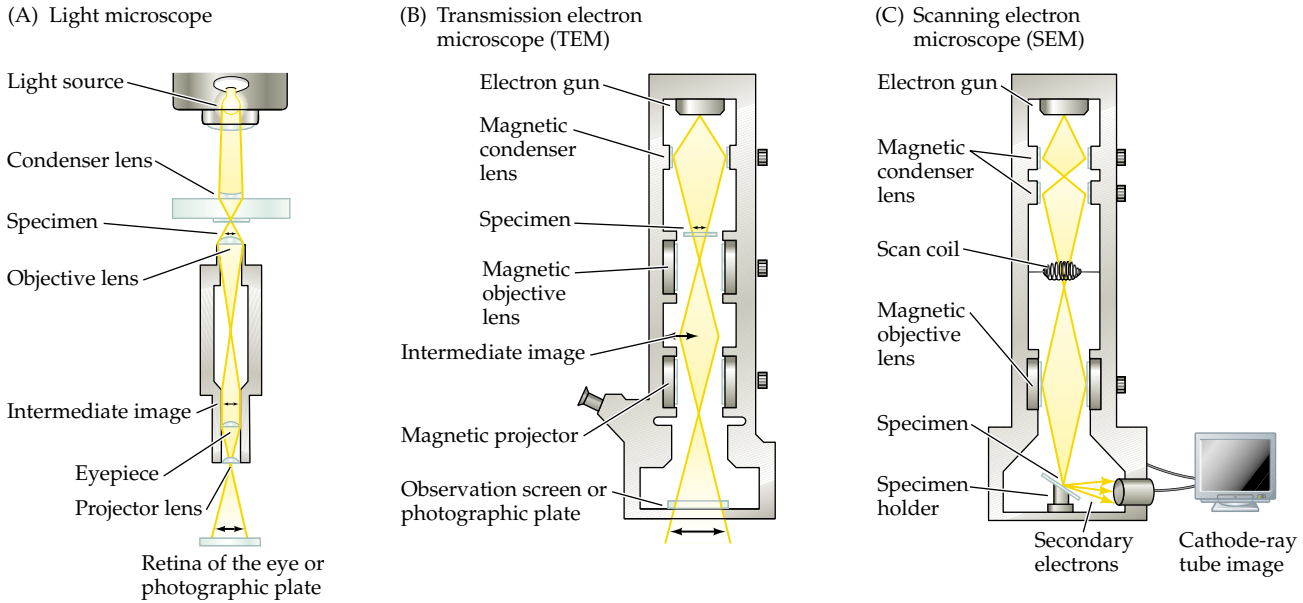 (A) Light microscope
Light source
Condenser lens
Specimen
Objective lens
Intermediate image
Eyepiece
Projector lens
Retina of the eye or
photographic plate
(B) Transmission electron
microscope (TEM)
Electron gun
Magnetic
condenser
lens
Specimen
Magnetic
objective
lens
Intermediate image
Magnetic projector
Observation screen or
photographic plate
(C) Scanning electron
microscope (SEM)
Electron gun
Magnetic
condenser
lens
Scan coil
Magnetic
objective
lens
Specimen
Specimen
holder
Secondary
electrons
Cathode-ray
tube image